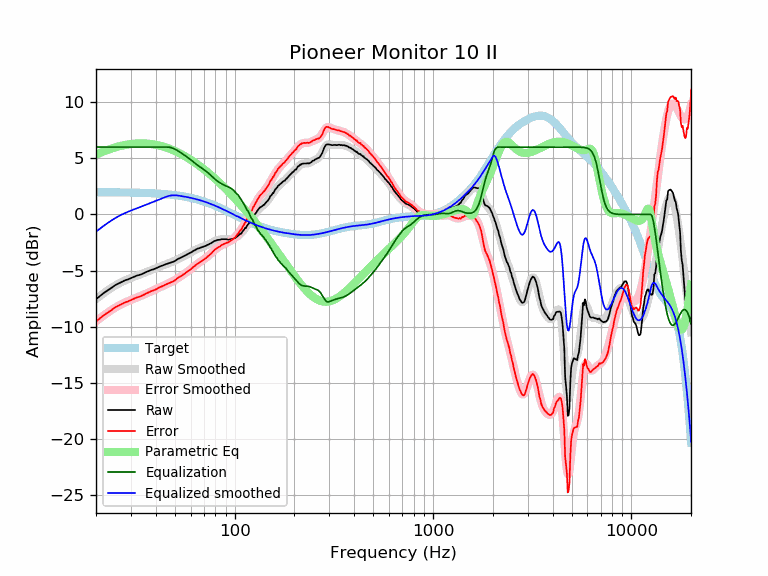 Pioneer Monitor 10 II
Amplitude (dBr)
10
5
0
−5
−10
−15
−20
−25
Target
Raw Smoothed
Error Smoothed
Raw
Error
Parametric Eq
Equalization
Equalized smoothed
100
1000
10000
Frequency (Hz)